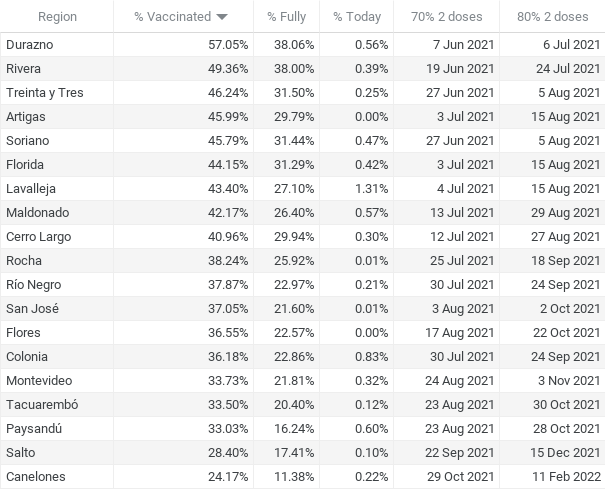 Region % Vaccinated % Fully % Today 70% 2 doses 80% 2 doses
Durazno 57.05% 38.06% 0.56% 7 Jun 2021 6 Jul 2021
Rivera 49.36% 38.00% 0.39% 19 Jun 2021 24 Jul 2021
Treinta y Tres 46.24% 31.50% 0.25% 27 Jun 2021 5 Aug 2021
Artigas 45.99% 29.79% 0.00% 3 Jul 2021 15 Aug 2021
Soriano 45.79% 31.44% 0.47% 27 Jun 2021 5 Aug 2021
Florida 44.15% 31.29% 0.42% 3 Jul 2021 15 Aug 2021
Lavalleja 43.40% 27.10% 1.31% 4 Jul 2021 15 Aug 2021
Maldonado 42.17% 26.40% 0.57% 13 Jul 2021 29 Aug 2021
Cerro Largo 40.96% 29.94% 0.30% 12 Jul 2021 27 Aug 2021
Rocha 38.24% 25.92% 0.01% 25 Jul 2021 18 Sep 2021
Río Negro 37.87% 22.97% 0.21% 30 Jul 2021 24 Sep 2021
San José 37.05% 21.60% 0.01% 3 Aug 2021 2 Oct 2021
Flores 36.55% 22.57% 0.00% 17 Aug 2021 22 Oct 2021
Colonia 36.18% 22.86% 0.83% 30 Jul 2021 24 Sep 2021
Montevideo 33.73% 21.81% 0.32% 24 Aug 2021 3 Nov 2021
Tacuarembó 33.50% 20.40% 0.12% 23 Aug 2021 30 Oct 2021
Paysandú 33.03% 16.24% 0.60% 23 Aug 2021 28 Oct 2021
Salto 28.40% 17.41% 0.10% 22 Sep 2021 15 Dec 2021
Canelones 24.17% 11.38% 0.22% 29 Oct 2021 11 Feb 2022